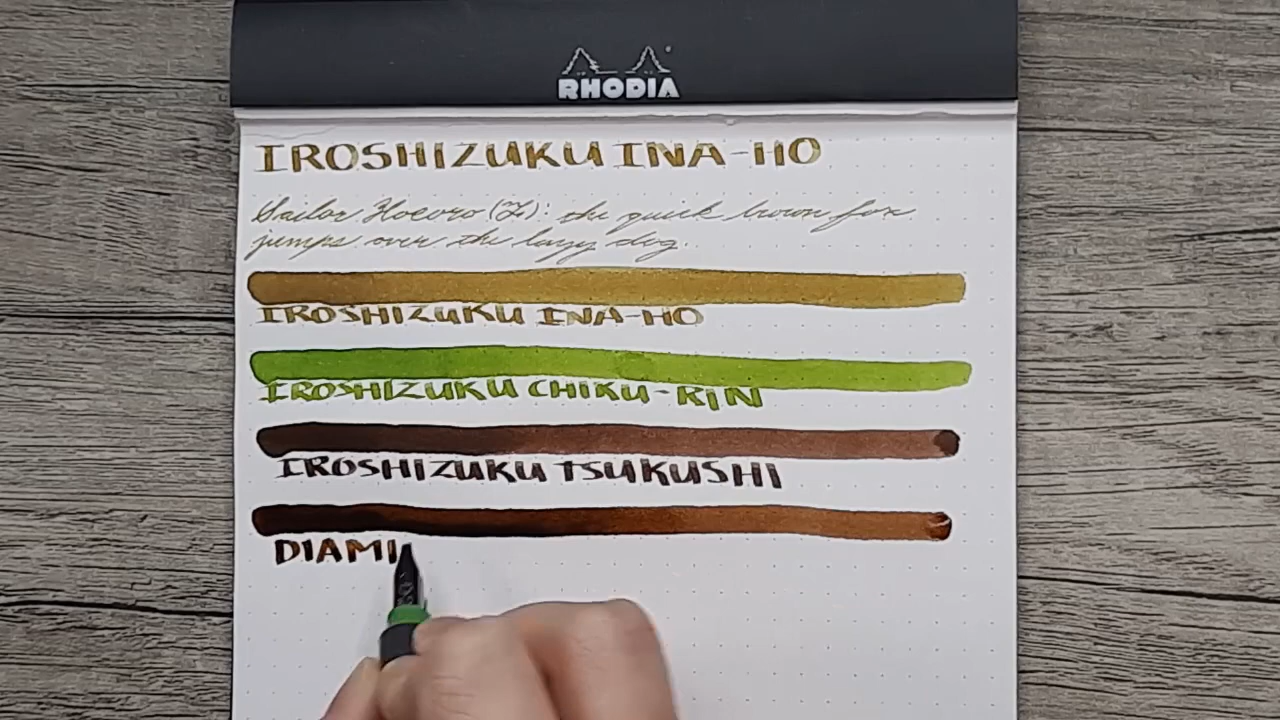 RHODIA
IROSHIZUKU INA-HO
Sailor Hocoro (F): the quick brown fox
jumps over the lazy dog.
IROSHIZUKU INA-HO
IROSHIZUKU CHIKU-RIN
IROSHIZUKU TSUKUSHI
DIAMI